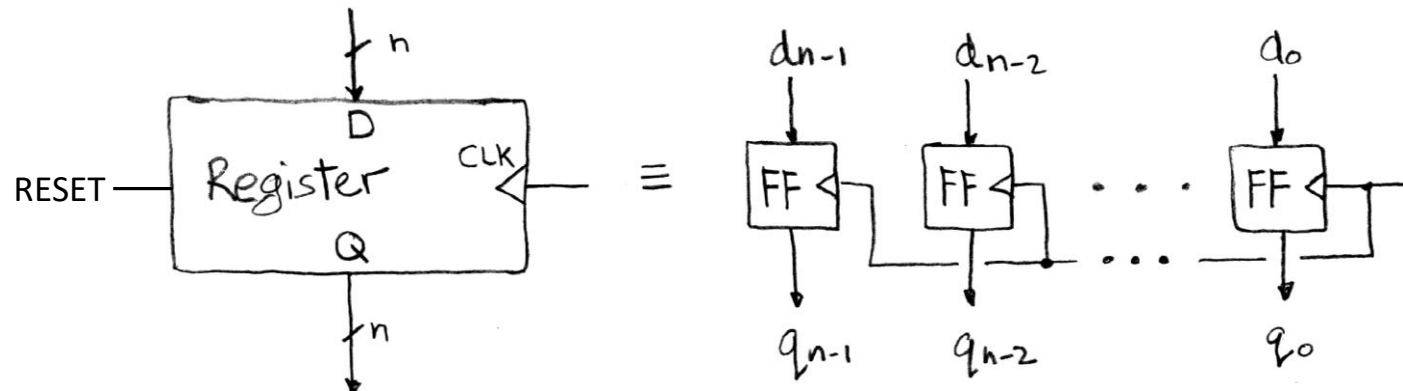 n
D
CLK
RESET Register
Q
n
≡
dn-1 dn-2 d0
FF FF ... FF
...
qn-1 qn-2 q0